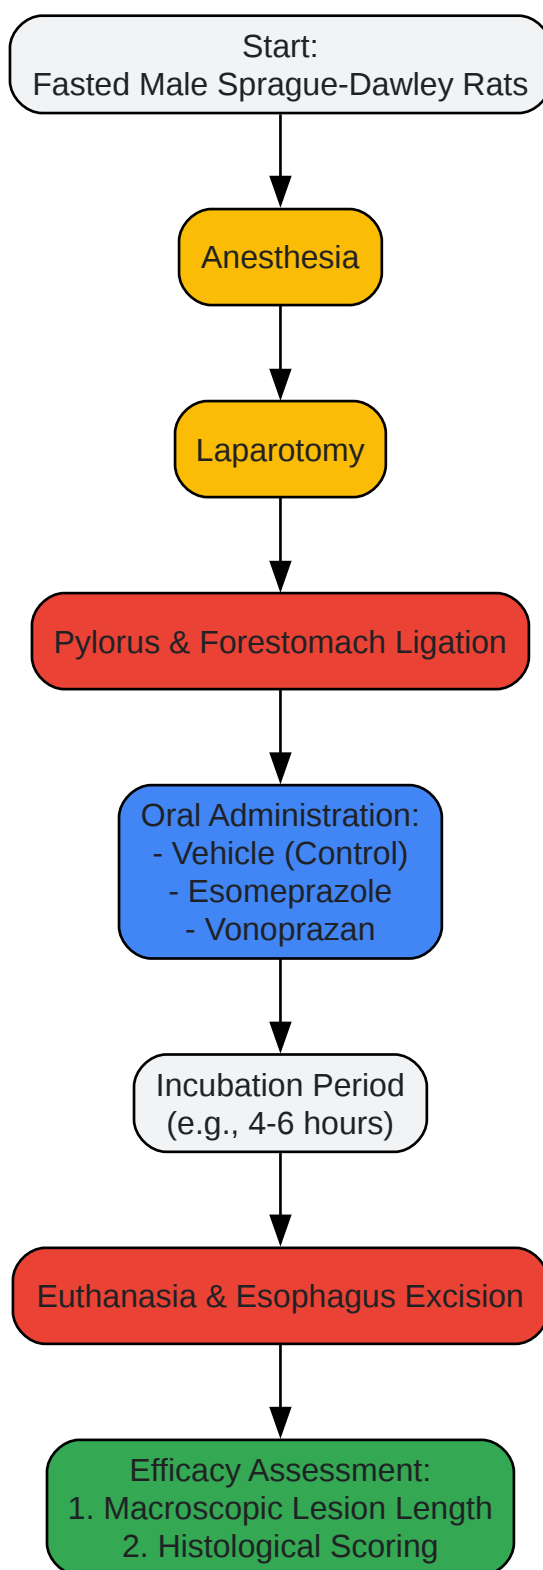 Start:
Fasted Male Sprague-Dawley Rats
Anesthesia
Laparotomy
Pylorus & Forestomach Ligation
Oral Administration:
- Vehicle (Control)
- Esomeprazole
- Vonoprazan
Incubation Period
(e.g., 4-6 hours)
Euthanasia & Esophagus Excision
Efficacy Assessment:
1. Macroscopic Lesion Length
2. Histological Scoring